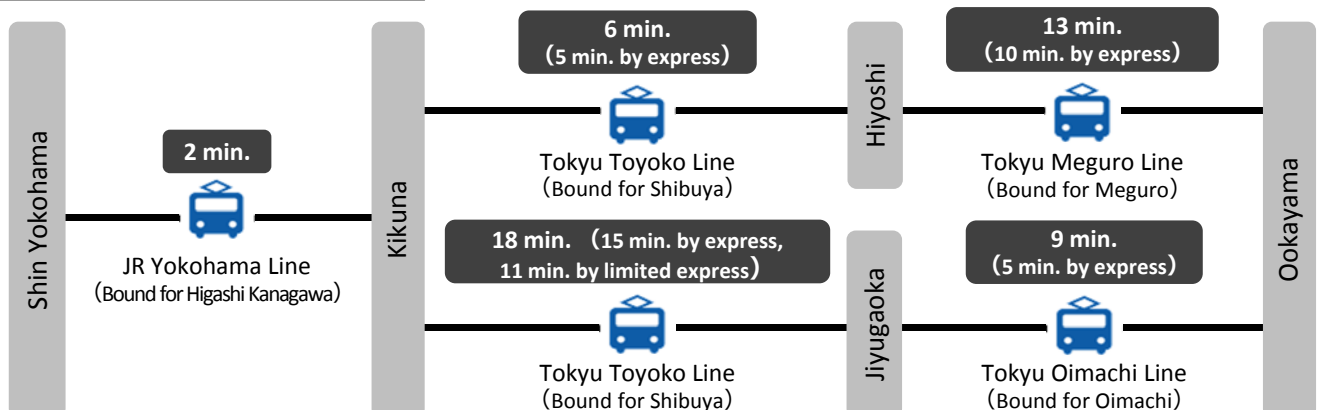 Shin Yokohama
2 min.
JR Yokohama Line
(Bound for Higashi Kanagawa)
Kikuna
6 min.
(5 min. by express)
Tokyu Toyoko Line
(Bound for Shibuya)
Hiyoshi
13 min.
(10 min. by express)
Tokyu Meguro Line
(Bound for Meguro)
18 min. (15 min. by express,
11 min. by limited express)
Tokyu Toyoko Line
(Bound for Shibuya)
Jiyugaoka
9 min.
(5 min. by express)
Tokyu Oimachi Line
(Bound for Oimachi)
Ookayama